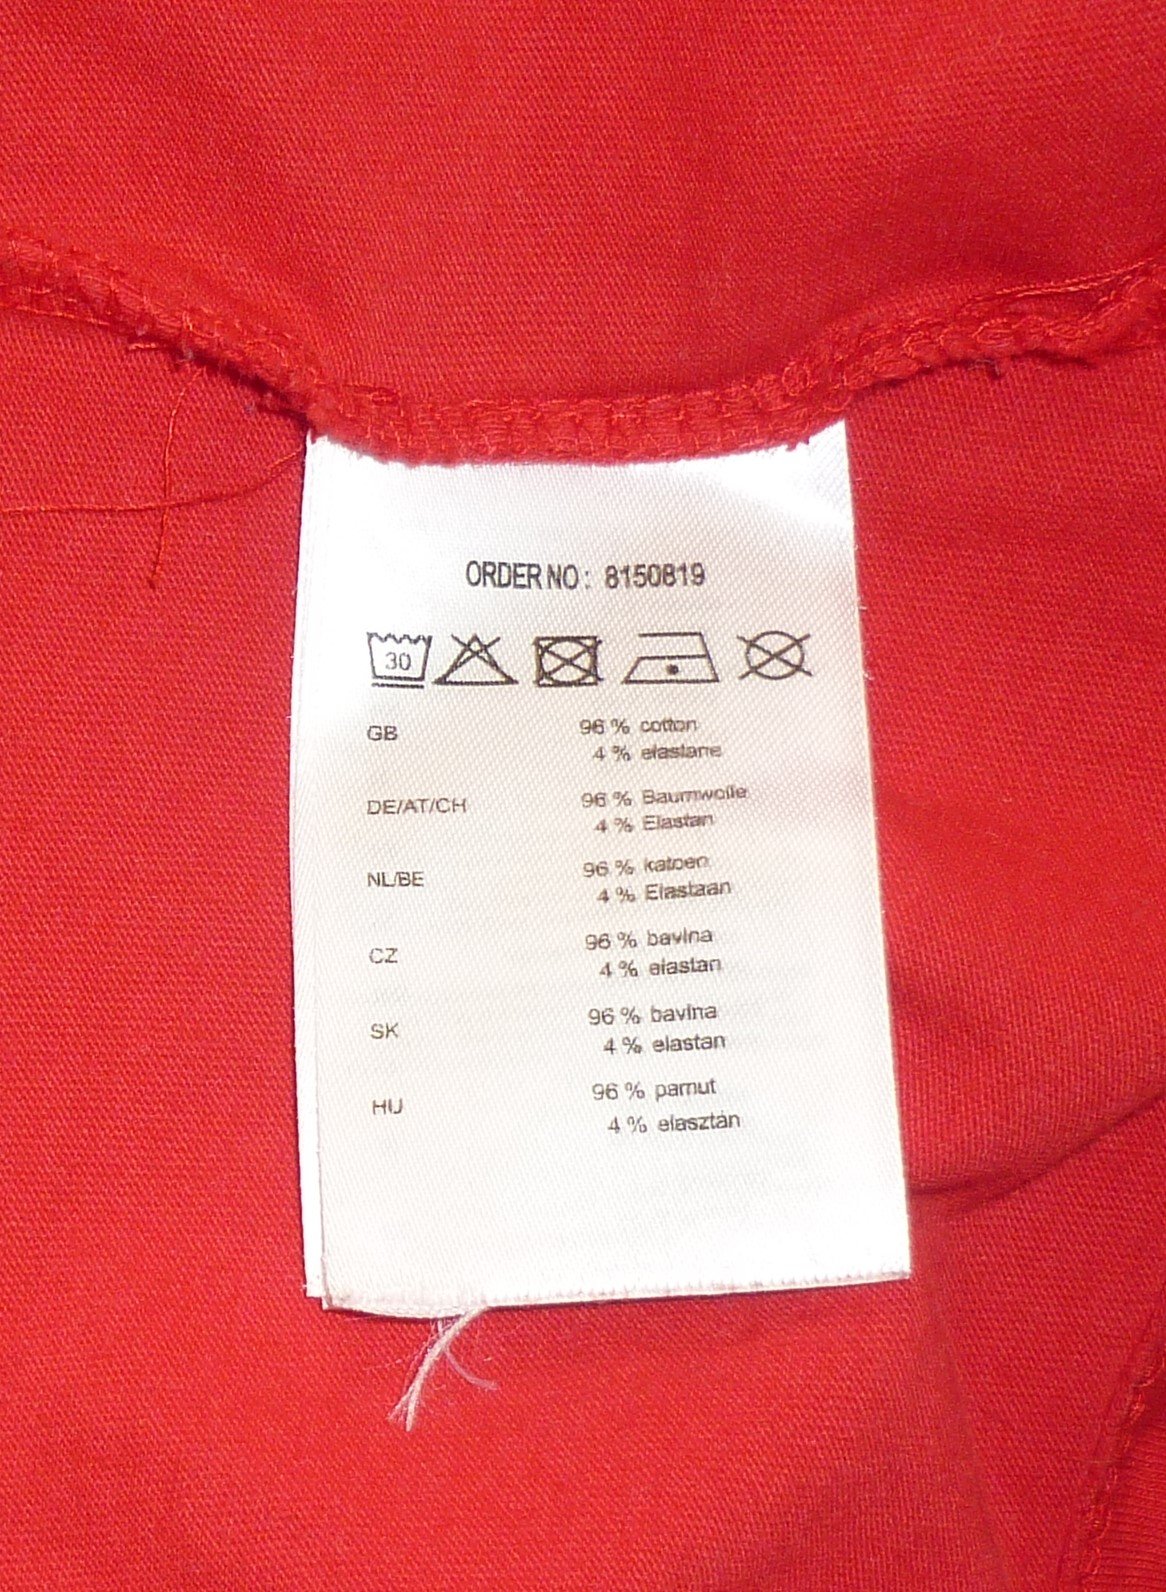 ORDER NO: 8150819
30
GB 96 % cotton
4 % elastane
DE/AT/CH 96 % Baumwolle
4 % Elastan
NL/BE 96 % katoen
4 % Elastaan
CZ 96 % bavlna
4 % elastan
SK 96 % bavlna
4 % elastan
HU 96 % pamut
4 % elasztán